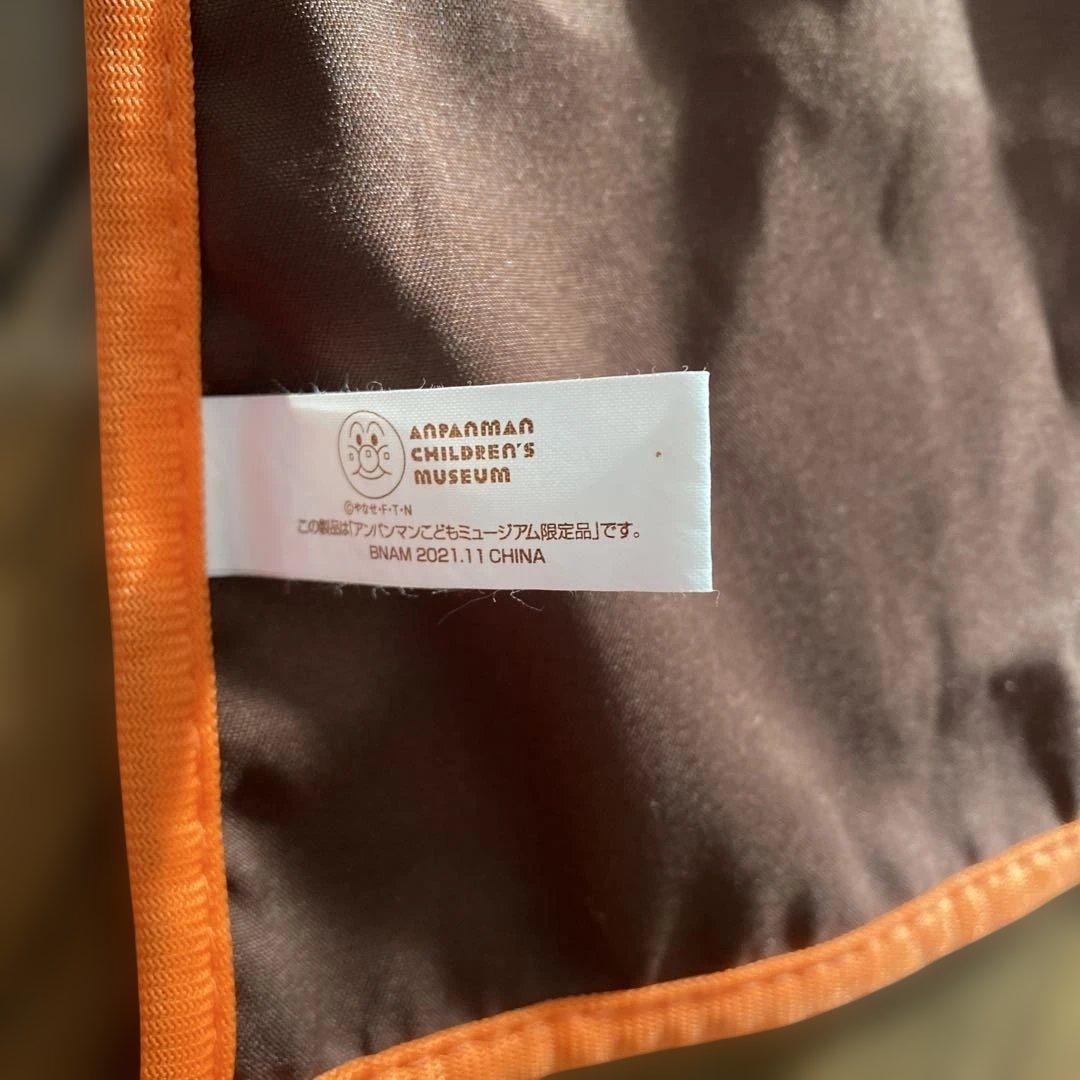 ANPANMAN
CHILDREN'S
MUSEUM
©やなせ・F・T・N
この製品は「アンパンマンこどもミュージアム限定品」です。
BNAM 2021.11 CHINA